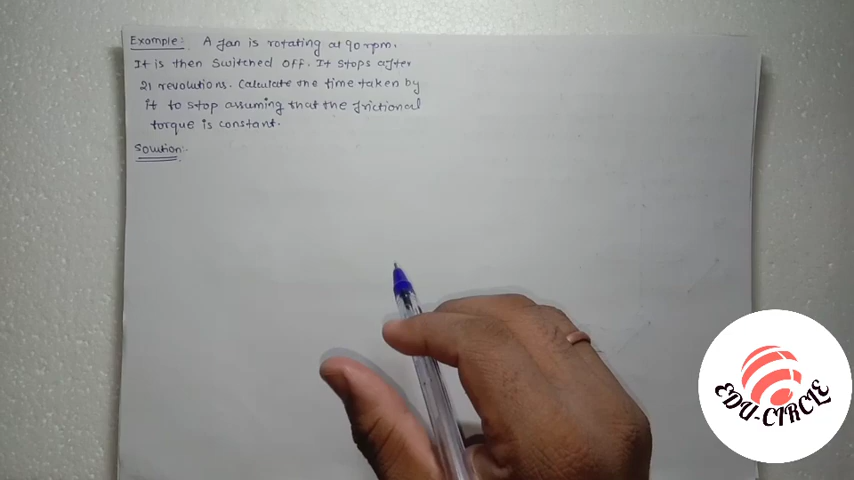 Example:- A fan is rotating at 90 rpm.
It is then switched off. It stops after
21 revolutions. Calculate the time taken by
it to stop assuming that the frictional
torque is constant.
Solution:-
EDU-CIRCLE